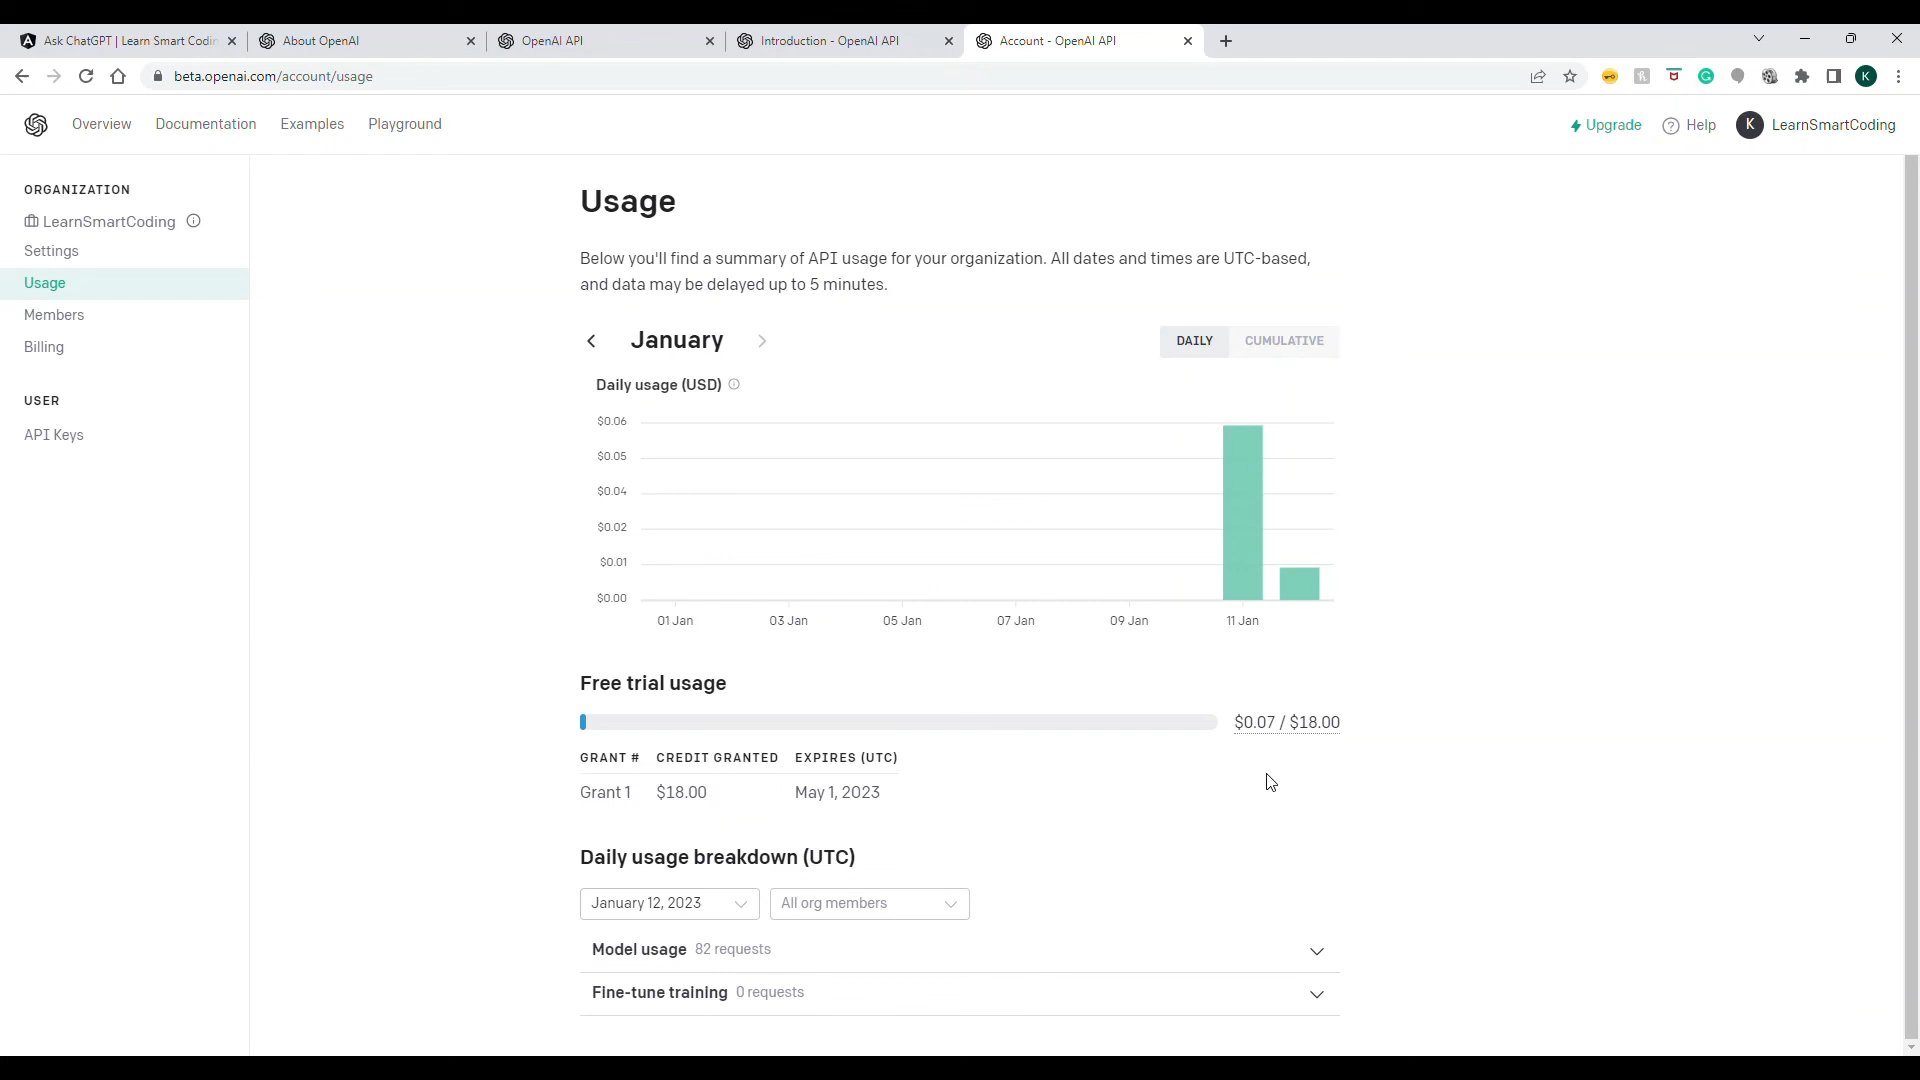 Ask ChatGPT | Learn Smart Codin
About OpenAI
OpenAI API
Introduction - OpenAI API
Account - OpenAI API
beta.openai.com/account/usage
K
Overview
Documentation
Examples
Playground
Upgrade
Help
K
LearnSmartCoding
ORGANIZATION
LearnSmartCoding
Settings
Usage
Members
Billing
USER
API Keys
Usage
Below you'll find a summary of API usage for your organization. All dates and times are UTC-based,
and data may be delayed up to 5 minutes.
January
DAILY
CUMULATIVE
Daily usage (USD)
$0.06
$0.05
$0.04
$0.02
$0.01
$0.00
01 Jan
03 Jan
05 Jan
07 Jan
09 Jan
11 Jan
Free trial usage
$0.07 / $18.00
GRANT # CREDIT GRANTED EXPIRES (UTC)
Grant 1 $18.00 May 1, 2023
Daily usage breakdown (UTC)
January 12, 2023
All org members
Model usage 82 requests
Fine-tune training 0 requests